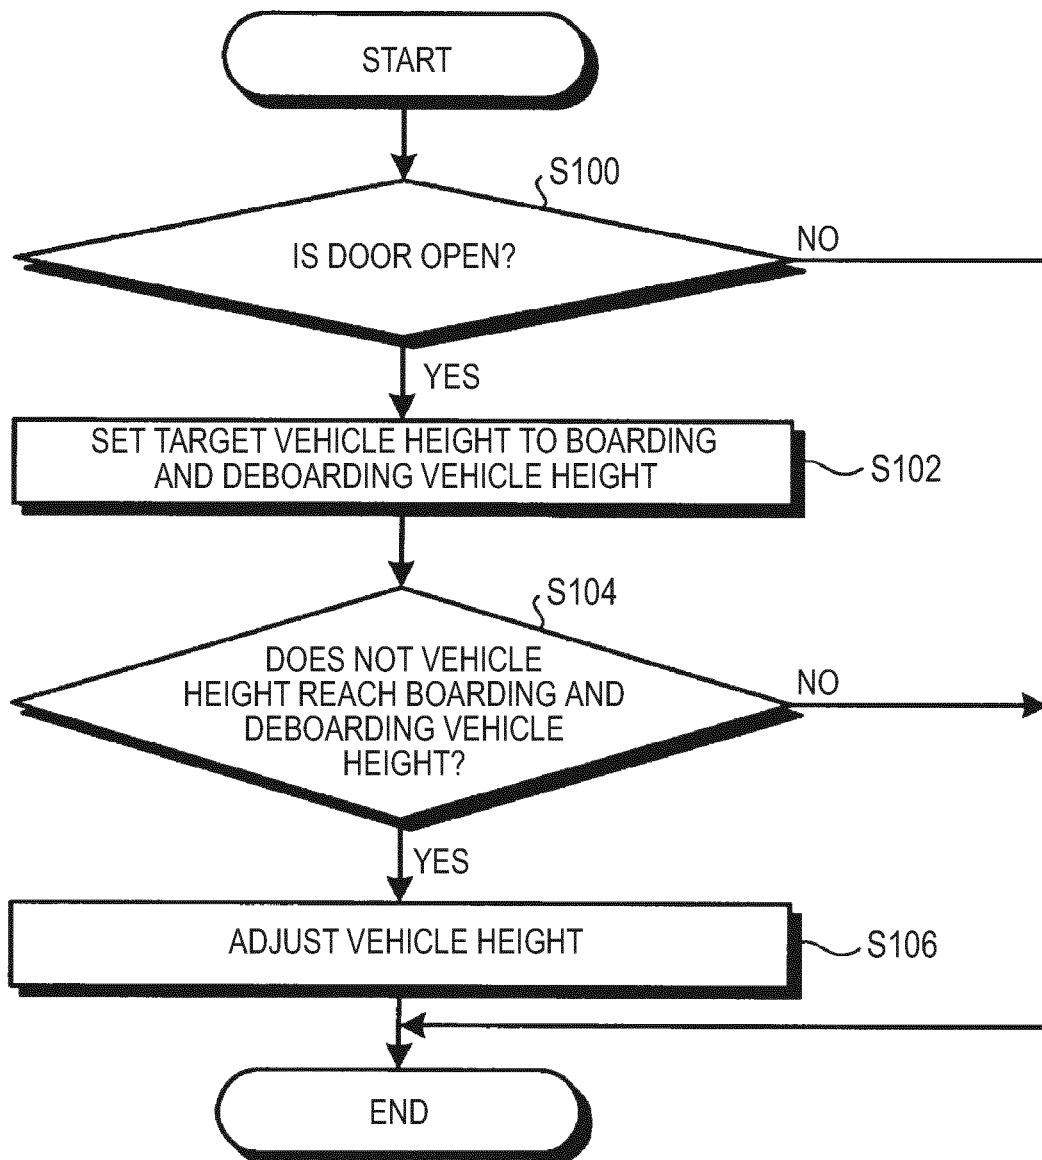 START
S100
IS DOOR OPEN?
NO
YES
SET TARGET VEHICLE HEIGHT TO BOARDING
AND DEBOARDING VEHICLE HEIGHT
S102
S104
DOES NOT VEHICLE
HEIGHT REACH BOARDING AND
DEBOARDING VEHICLE
HEIGHT?
NO
YES
ADJUST VEHICLE HEIGHT
S106
END